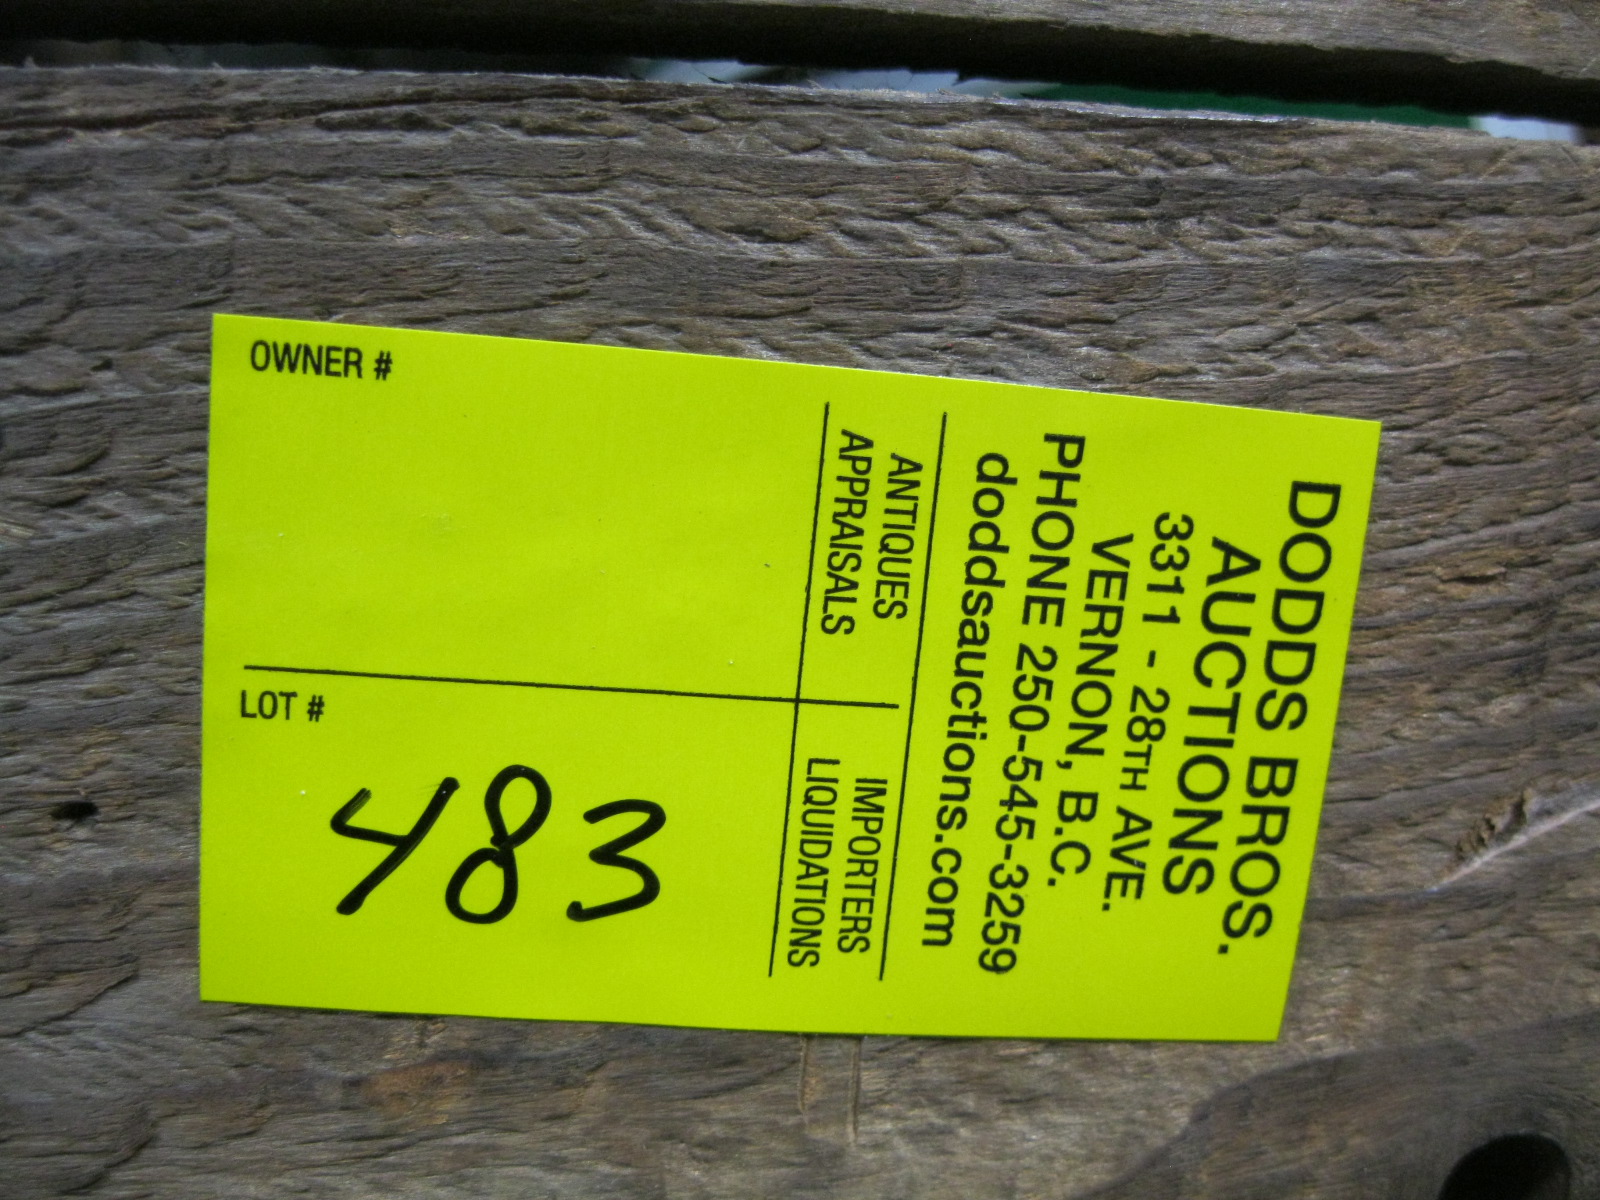 DODDS BROS.
AUCTIONS
3311 - 28TH AVE.
VERNON, B.C.
PHONE 250-545-3259
doddsauctions.com
ANTIQUES
APPRAISALS
IMPORTERS
LIQUIDATIONS
OWNER #
LOT #
483